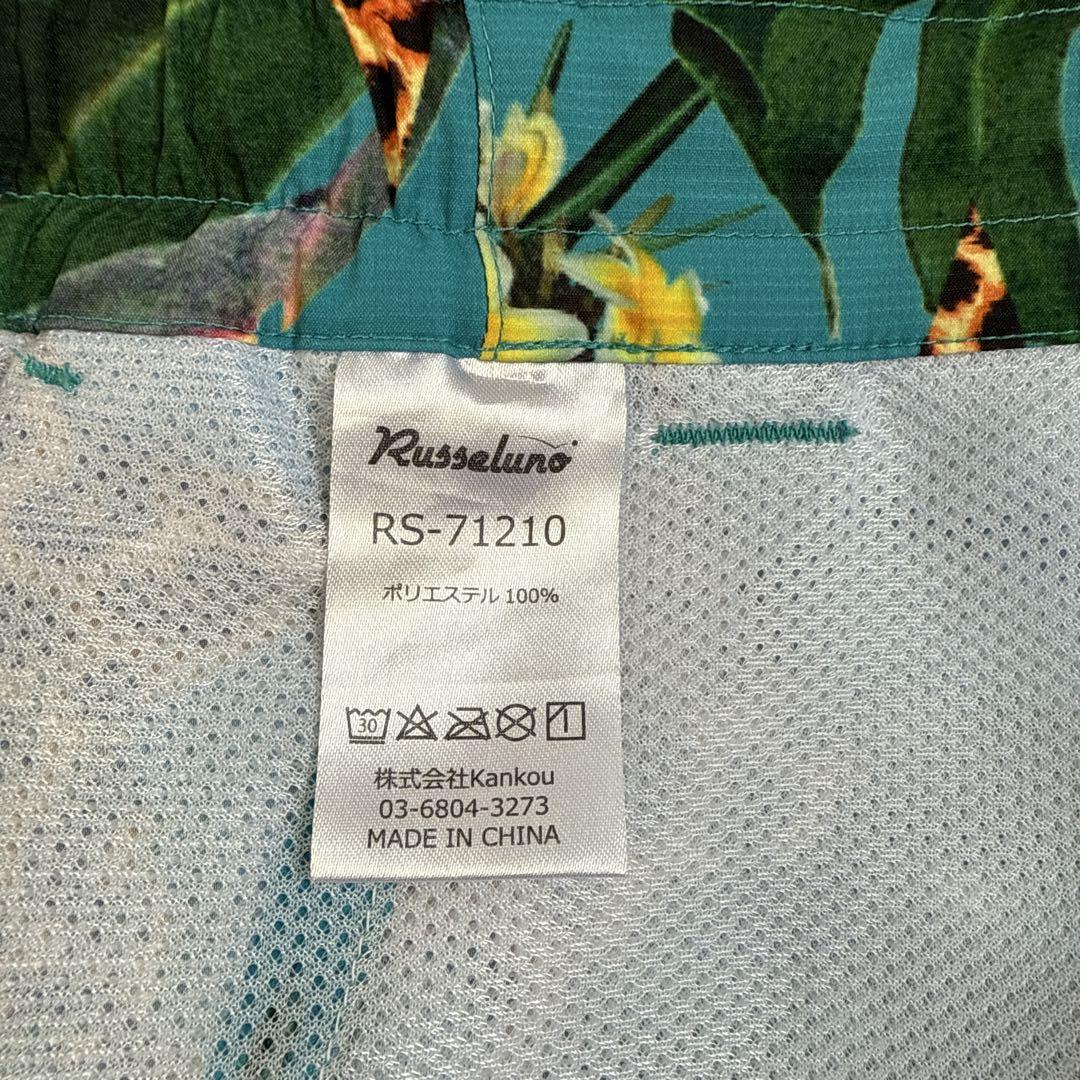 Russeluno
RS-71210
ポリエステル 100%
30
株式会社Kankou
03-6804-3273
MADE IN CHINA